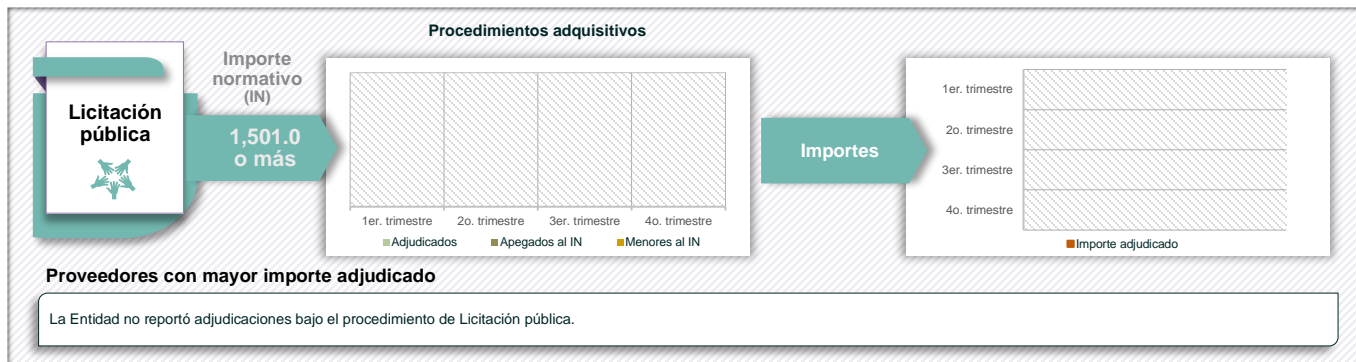 Procedimientos adquisitivos
Licitación
pública
Importe
normativo
(IN)
1,501.0
o más
1er. trimestre 2o. trimestre 3er. trimestre 4o. trimestre
Adjudicados Apegados al IN Menores al IN
Importes
1er. trimestre
2o. trimestre
3er. trimestre
4o. trimestre
Importe adjudicado
Proveedores con mayor importe adjudicado
La Entidad no reportó adjudicaciones bajo el procedimiento de Licitación pública.